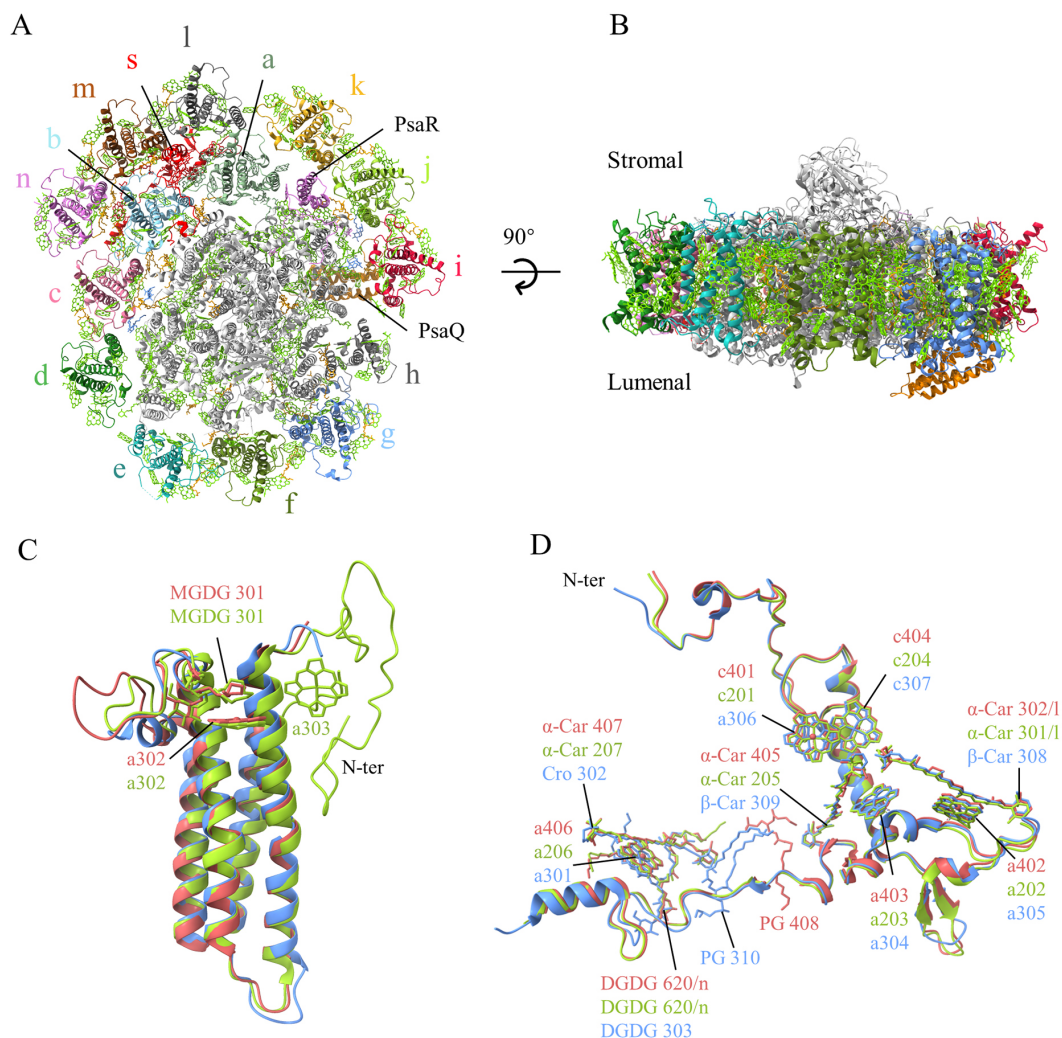 A
l
s
a
m
k
PsaR
b
n
j
c
i
PsaQ
d
h
g
e
f
B
Stromal
90°
Lumenal
C
MGDG 301
MGDG 301
a302
a302
a303
N-ter
D
N-ter
c404
c204
c307
c401
c201
a306
α-Car 302/l
α-Car 301/l
β-Car 308
α-Car 407
α-Car 207
Cro 302
α-Car 405
α-Car 205
β-Car 309
a406
a206
a301
a402
a202
a305
a403
a203
a304
PG 408
PG 310
DGDG 620/n
DGDG 620/n
DGDG 303